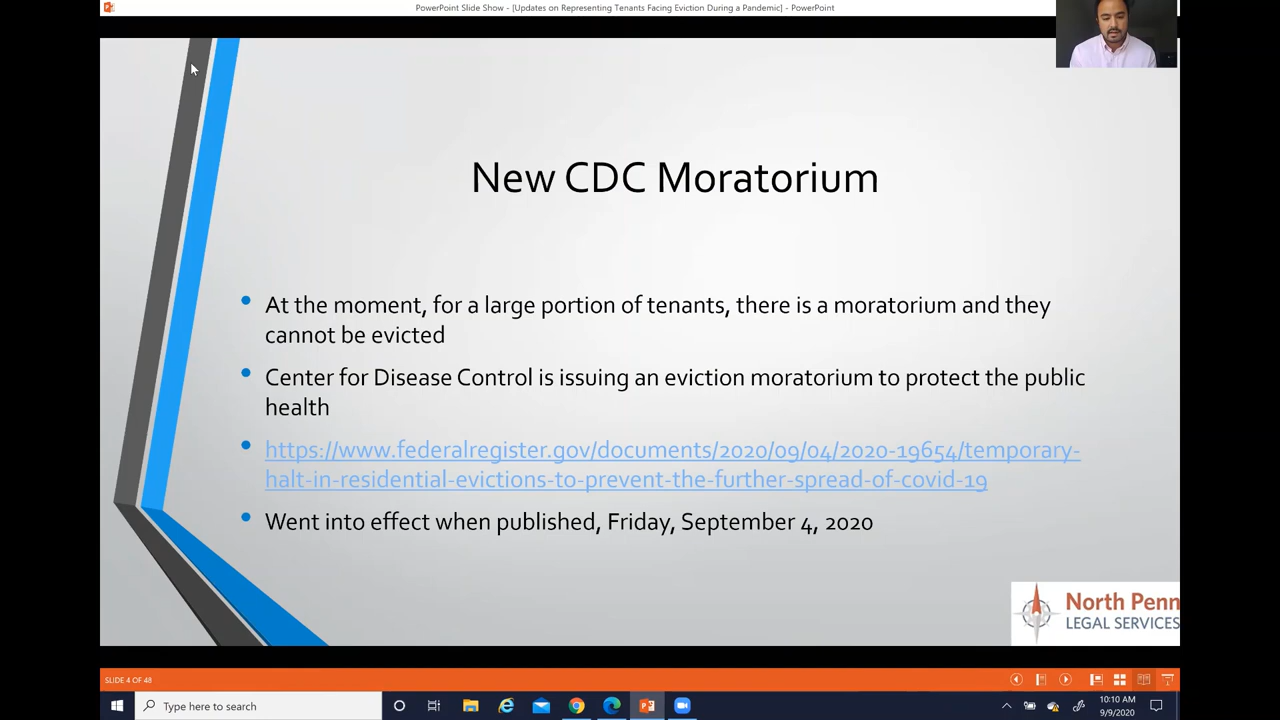 PowerPoint Slide Show - [Updates on Representing Tenants Facing Eviction During a Pandemic] - PowerPoint
New CDC Moratorium
At the moment, for a large portion of tenants, there is a moratorium and they
cannot be evicted
Center for Disease Control is issuing an eviction moratorium to protect the public
health
https://www.federalregister.gov/documents/2020/09/04/2020-19654/temporary-
halt-in-residential-evictions-to-prevent-the-further-spread-of-covid-19
Went into effect when published, Friday, September 4, 2020
North Penn
LEGAL SERVICES
SLIDE 4 OF 48
Type here to search
10:10 AM
9/9/2020